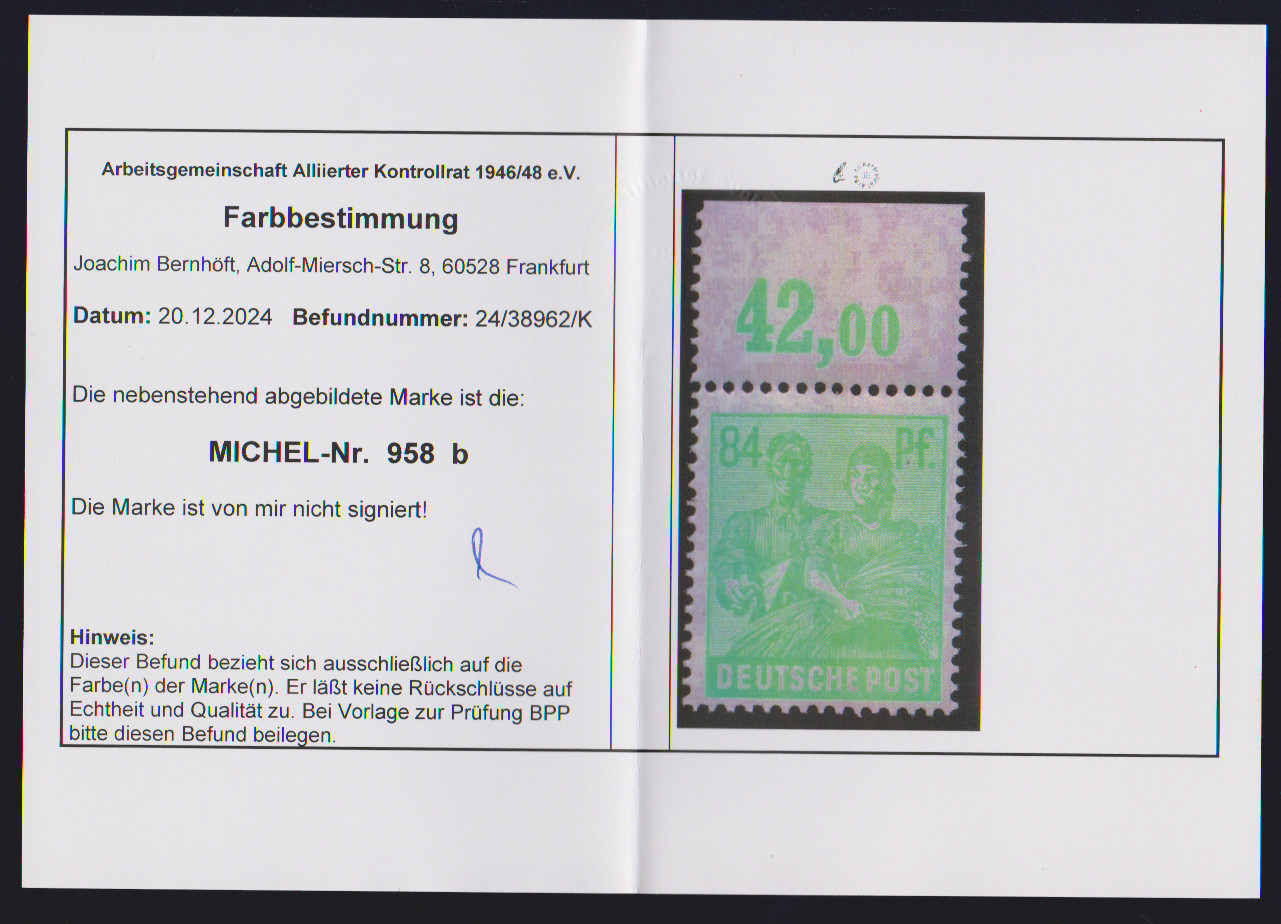 Arbeitsgemeinschaft Alliierter Kontrollrat 1946/48 e.V.
Farbbestimmung
Joachim Bernhöft, Adolf-Miersch-Str. 8, 60528 Frankfurt
Datum: 20.12.2024 Befundnummer: 24/38962/K
Die nebenstehend abgebildete Marke ist die:
MICHEL-Nr. 958 b
Die Marke ist von mir nicht signiert!
Hinweis:
Dieser Befund bezieht sich ausschließlich auf die
Farbe(n) der Marke(n). Er läßt keine Rückschlüsse auf
Echtheit und Qualität zu. Bei Vorlage zur Prüfung BPP
bitte diesen Befund beilegen.
42,00
84 Pf.
DEUTSCHE POST